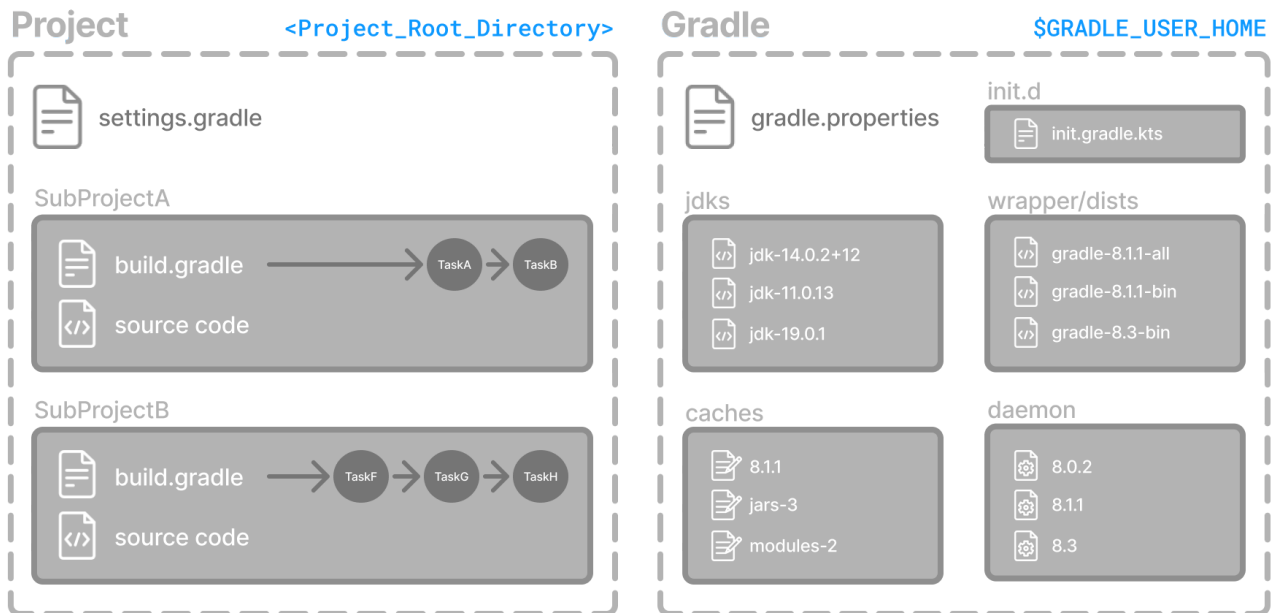 Project
<Project_Root_Directory>
settings.gradle
SubProjectA
build.gradle
TaskA
TaskB
source code
SubProjectB
build.gradle
TaskF
TaskG
TaskH
source code
Gradle
$GRADLE_USER_HOME
gradle.properties
init.d
init.gradle.kts
jdks
jdk-14.0.2+12
jdk-11.0.13
jdk-19.0.1
wrapper/dists
gradle-8.1.1-all
gradle-8.1.1-bin
gradle-8.3-bin
caches
8.1.1
jars-3
modules-2
daemon
8.0.2
8.1.1
8.3